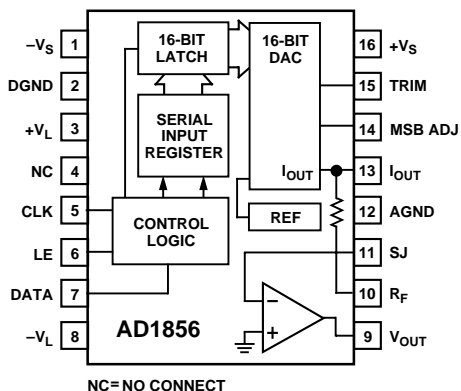 –VS 1
DGND 2
+VL 3
NC 4
CLK 5
LE 6
DATA 7
–VL 8
16-BIT
LATCH
16-BIT
DAC
SERIAL
INPUT
REGISTER
IOUT
REF
CONTROL
LOGIC
AD1856
–
+
16 +VS
15 TRIM
14 MSB ADJ
13 IOUT
12 AGND
11 SJ
10 RF
9 VOUT
NC = NO CONNECT